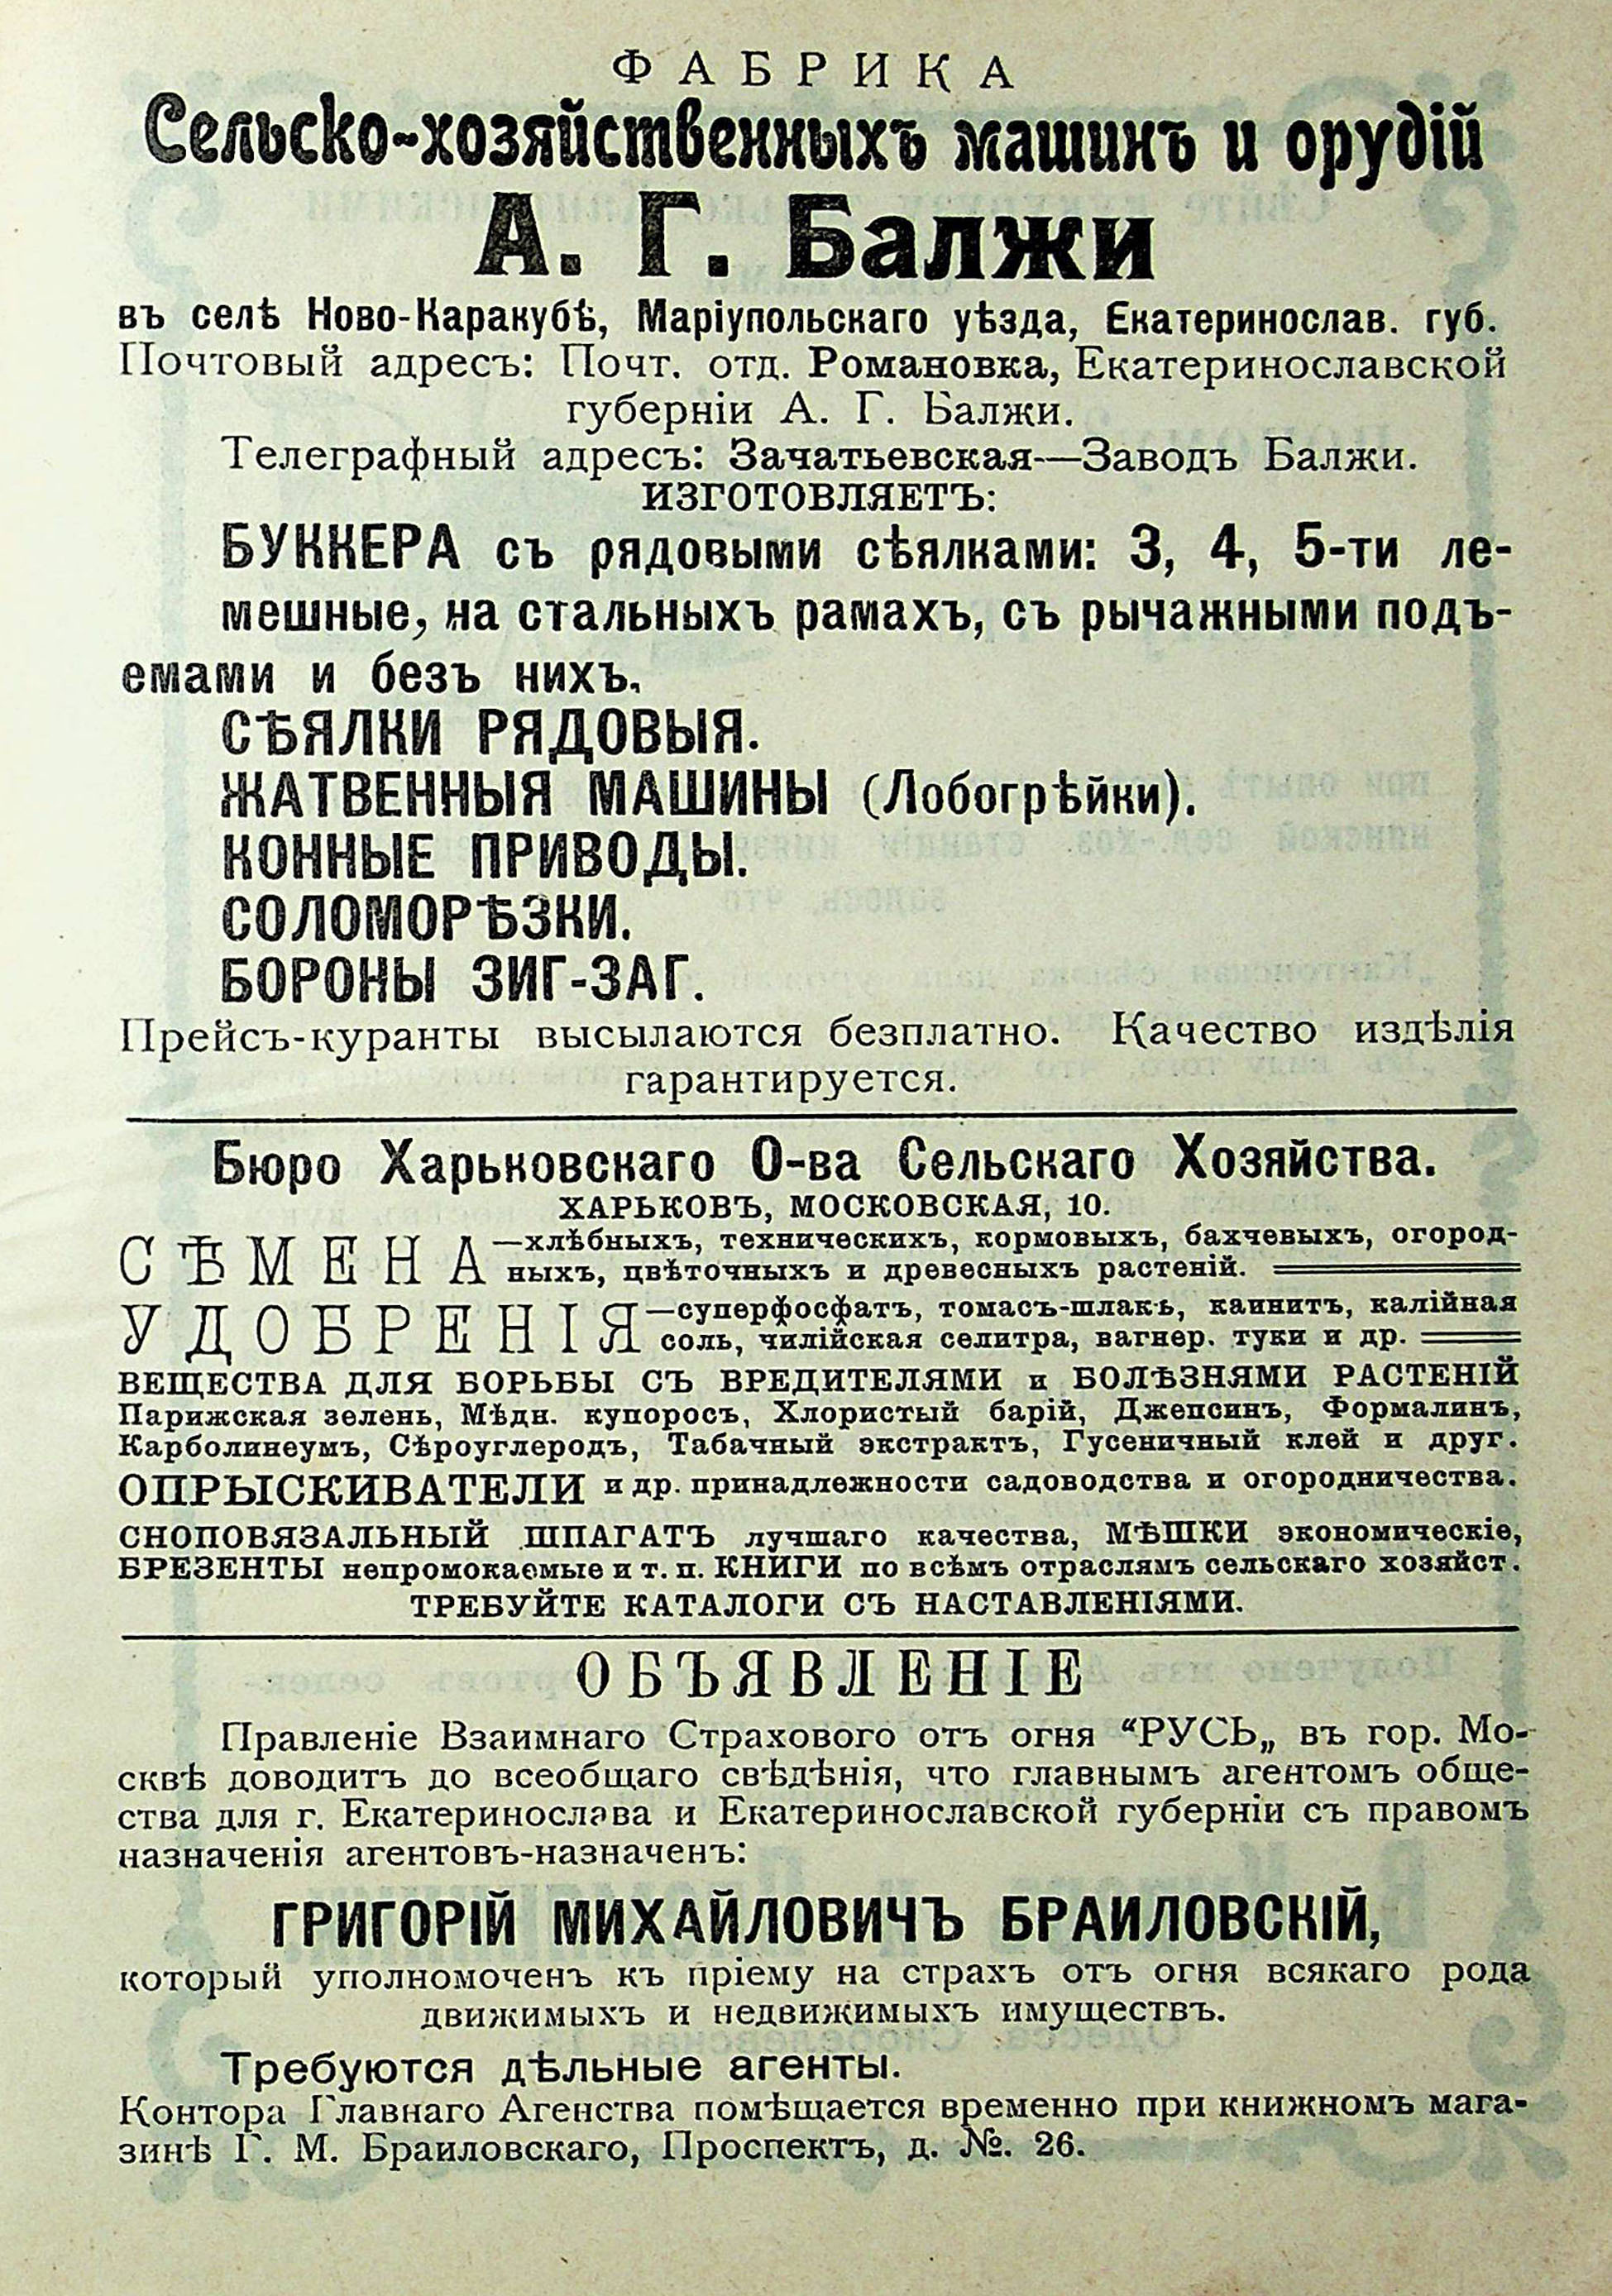 ФАБРИКА
Сельско-хозяйственныхъ машинъ и орудій
А. Г. Балжи
въ селѣ Ново-Каракубѣ, Маріупольскаго уѣзда, Екатеринослав. губ.
Почтовый адресъ: Почт. отд. Романовка, Екатеринославской
губерніи А. Г. Балжи.
Телеграфный адресъ: Зачатьевская—Заводъ Балжи.
ИЗГОТОВЛЯЕТЪ:
БУККЕРА съ рядовыми сѣялками: 3, 4, 5-ти ле-
мешные, на стальныхъ рамахъ, съ рычажными подъ-
емами и безъ нихъ.
СѢЯЛКИ РЯДОВЫЯ.
ЖАТВЕННЫЯ МАШИНЫ (Лобогрѣйки).
КОННЫЕ ПРИВОДЫ.
СОЛОМОРѢЗКИ.
БОРОНЫ ЗИГ-ЗАГ.
Прейсъ-куранты высылаются безплатно. Качество издѣлія
гарантируется.
Бюро Харьковскаго О-ва Сельскаго Хозяйства.
ХАРЬКОВЪ, МОСКОВСКАЯ, 10.
СѢМЕНА—хлѣбныхъ, техническихъ, кормовыхъ, бахчевыхъ, огород-
ныхъ, цвѣточныхъ и древесныхъ растеній.
УДОБРЕНІЯ—суперфосфатъ, томасъ-шлакъ, каинитъ, калійная
соль, чилійская селитра, вагнер. туки и др.
ВЕЩЕСТВА ДЛЯ БОРЬБЫ СЪ ВРЕДИТЕЛЯМИ и БОЛѢЗНЯМИ РАСТЕНІЙ
Парижская зелень, Мѣдн. купоросъ, Хлористый барій, Джепсинъ, Формалинъ,
Карболинеумъ, Сѣроуглеродъ, Табачный экстрактъ, Гусеничный клей и друг.
ОПРЫСКИВАТЕЛИ и др. принадлежности садоводства и огородничества.
СНОПОВЯЗАЛЬНЫЙ ШПАГАТЪ лучшаго качества, МѢШКИ экономическіе,
БРЕЗЕНТЫ непромокаемые и т. п. КНИГИ по всѣмъ отраслямъ сельскаго хозяйст.
ТРЕБУЙТЕ КАТАЛОГИ СЪ НАСТАВЛЕНІЯМИ.
ОБЪЯВЛЕНІЕ
Правленіе Взаимнаго Страхового отъ огня “РУСЬ„ въ гор. Мо-
сквѣ доводитъ до всеобщаго свѣдѣнія, что главнымъ агентомъ обще-
ства для г. Екатеринослава и Екатеринославской губерніи съ правомъ
назначенія агентовъ-назначенъ:
ГРИГОРІЙ МИХАЙЛОВИЧЪ БРАИЛОВСКІЙ,
который уполномоченъ къ пріему на страхъ отъ огня всякаго рода
движимыхъ и недвижимыхъ имуществъ.
Требуются дѣльные агенты.
Контора Главнаго Агенства помѣщается временно при книжномъ мага-
зинѣ Г. М. Браиловскаго, Проспектъ, д. №. 26.